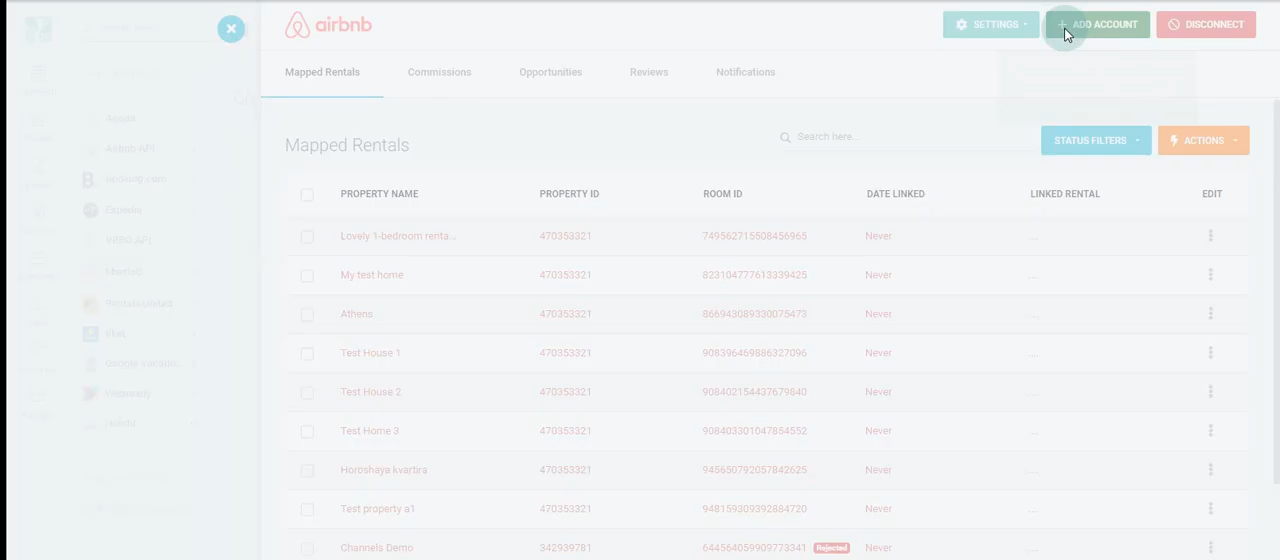 airbnb
SETTINGS
+ ADD ACCOUNT
DISCONNECT
Mapped Rentals
Commissions
Opportunities
Reviews
Notifications
Agoda
Airbnb API
Booking.com
Expedia
VRBO API
Rentals United
Google Vacatio...
Mapped Rentals
Search here...
STATUS FILTERS
ACTIONS
PROPERTY NAME PROPERTY ID ROOM ID DATE LINKED LINKED RENTAL EDIT
Lovely 1-bedroom renta... 470353321 749562715508456965 Never ...
My test home 470353321 823104777613339425 Never ...
Athens 470353321 866943089330075473 Never ...
Test House 1 470353321 908396469886327096 Never ...
Test House 2 470353321 908402154437679840 Never ...
Test Home 3 470353321 908403301047854552 Never ...
Horoshaya kvartira 470353321 945650792057842625 Never ...
Test property a1 470353321 948159309392884720 Never ...
Channels Demo 342939781 644564059909773341 Rejected Never ...